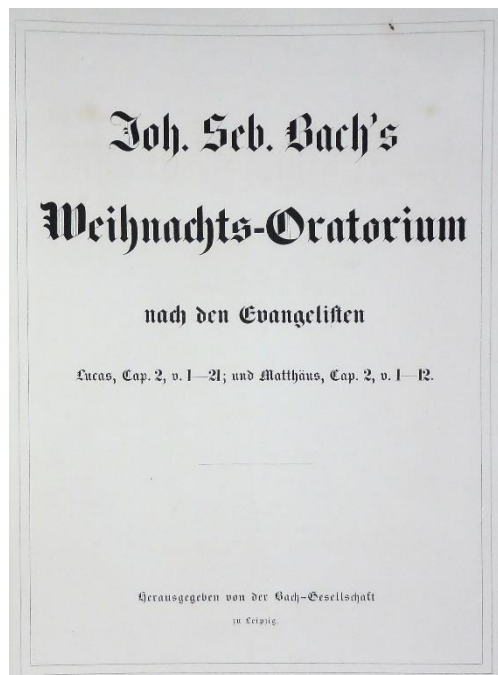 Joh. Seb. Bach's
Weihnachts-Oratorium
nach den Evangelisten
Lucas, Cap. 2, v. 1—21; und Matthäus, Cap. 2, v. 1—12.
Herausgegeben von der Bach-Gesellschaft
zu Leipzig.